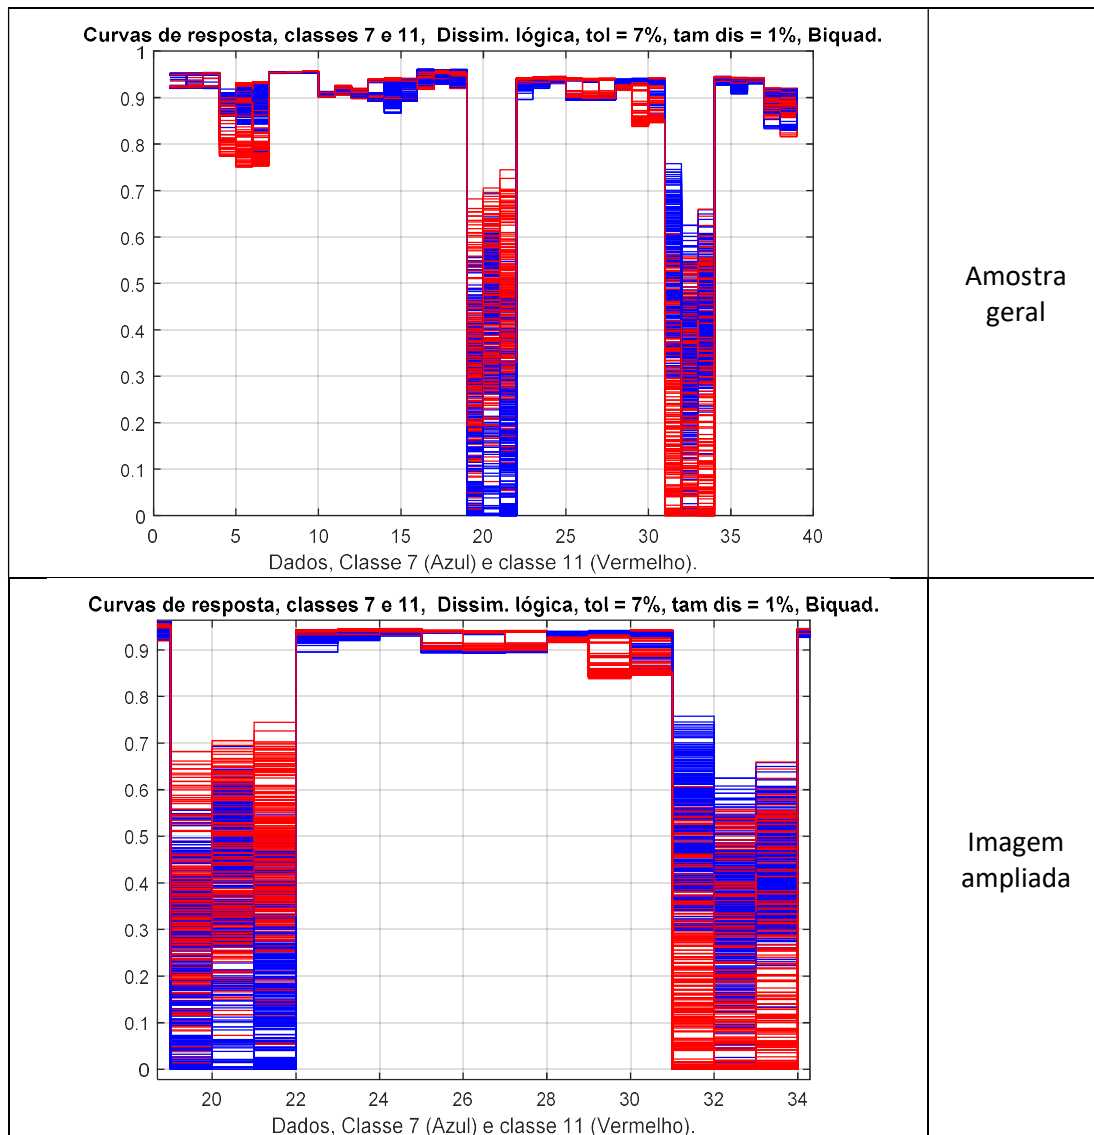 Curvas de resposta, classes 7 e 11, Dissim. lógica, tol = 7%, tam dis = 1%, Biquad.
1
0.9
0.8
0.7
0.6
0.5
0.4
0.3
0.2
0.1
0
0 5 10 15 20 25 30 35 40
Dados, Classe 7 (Azul) e classe 11 (Vermelho).
Amostra
geral
Curvas de resposta, classes 7 e 11, Dissim. lógica, tol = 7%, tam dis = 1%, Biquad.
0.9
0.8
0.7
0.6
0.5
0.4
0.3
0.2
0.1
0
20 22 24 26 28 30 32 34
Dados, Classe 7 (Azul) e classe 11 (Vermelho).
Imagem
ampliada